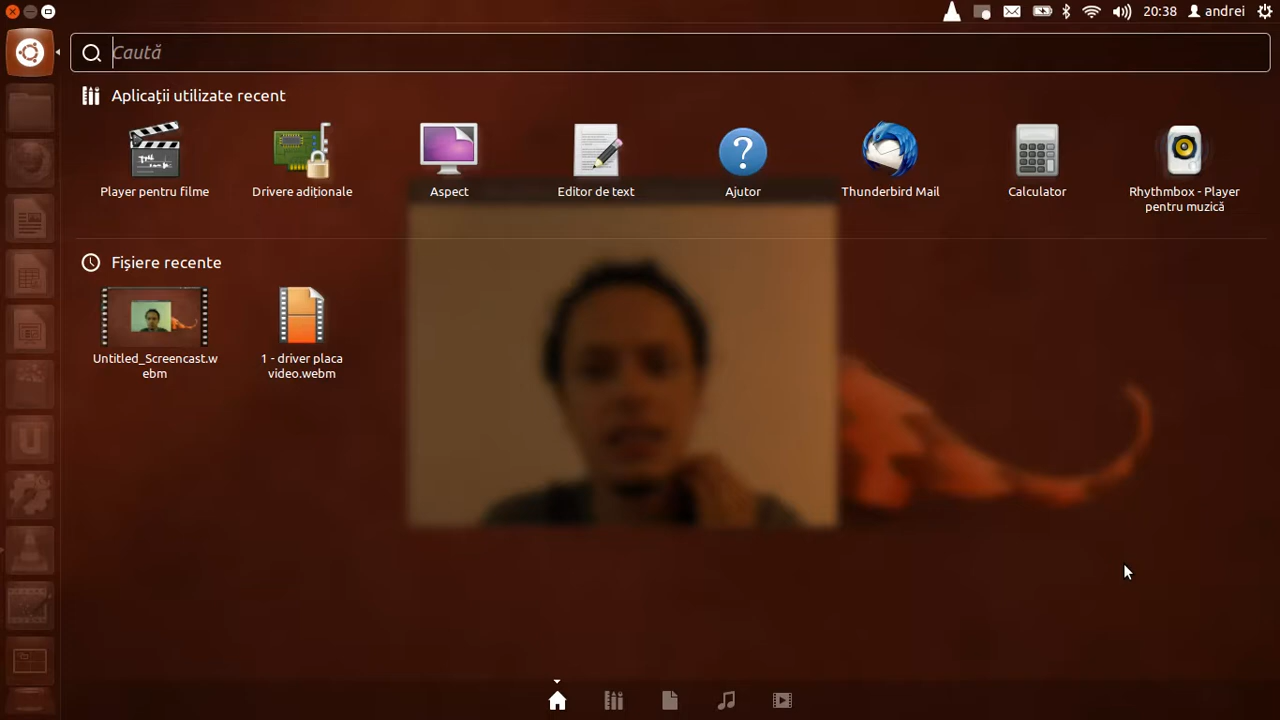 20:38 andrei
Caută
Aplicații utilizate recent
Player pentru filme
Drivere adiționale
Aspect
Editor de text
Ajutor
Thunderbird Mail
Calculator
Rhythmbox - Player
pentru muzică
Fișiere recente
Untitled_Screencast.w
ebm
1 - driver placa
video.webm